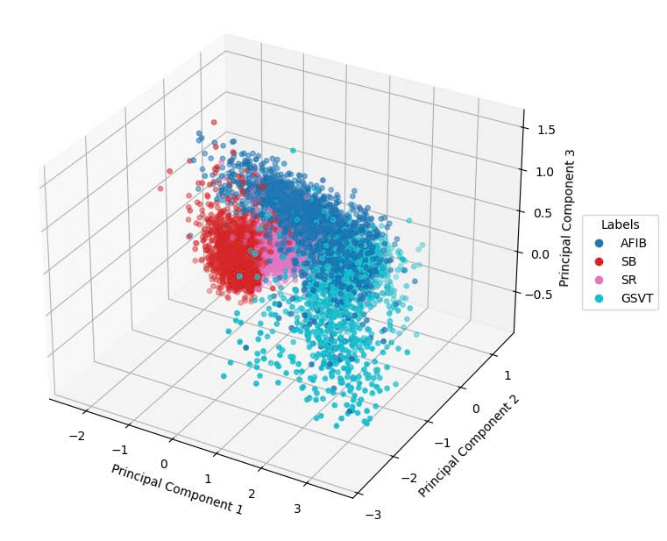 1.5
1.0
0.5
0.0
−0.5
Principal Component 3
Labels
AFIB
SB
SR
GSVT
1
0
−1
−2
−3
Principal Component 2
−2
−1
0
1
2
3
Principal Component 1